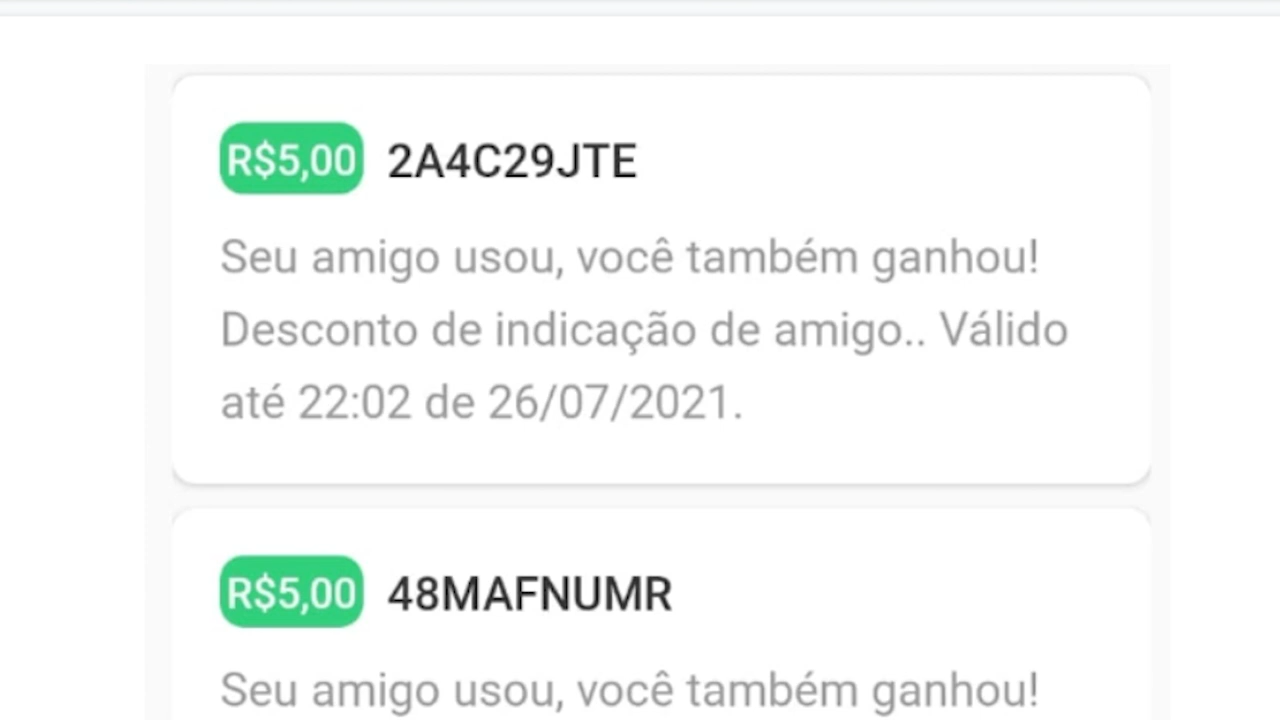 R$5,00 2A4C29JTE
Seu amigo usou, você também ganhou!
Desconto de indicação de amigo.. Válido
até 22:02 de 26/07/2021.
R$5,00 48MAFNUMR
Seu amigo usou, você também ganhou!